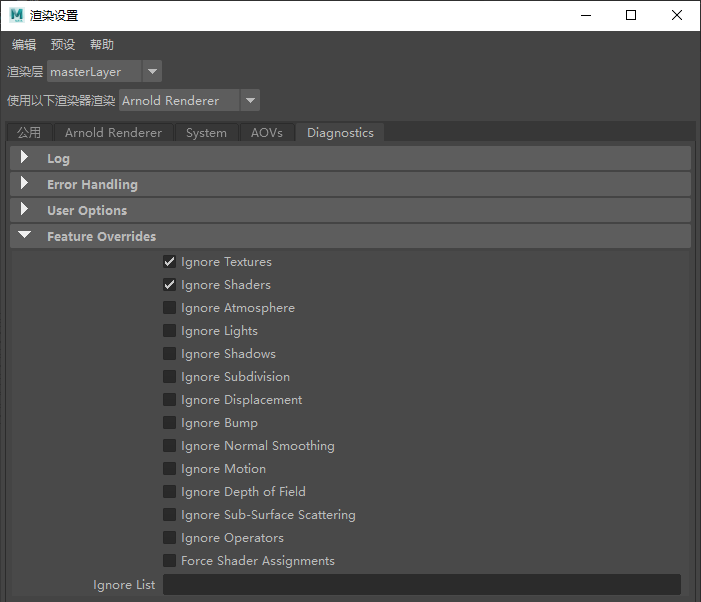 渲染设置
编辑 预设 帮助
渲染层 masterLayer
使用以下渲染器渲染 Arnold Renderer
公用 Arnold Renderer System AOVs Diagnostics
Log
Error Handling
User Options
Feature Overrides
Ignore Textures
Ignore Shaders
Ignore Atmosphere
Ignore Lights
Ignore Shadows
Ignore Subdivision
Ignore Displacement
Ignore Bump
Ignore Normal Smoothing
Ignore Motion
Ignore Depth of Field
Ignore Sub-Surface Scattering
Ignore Operators
Force Shader Assignments
Ignore List